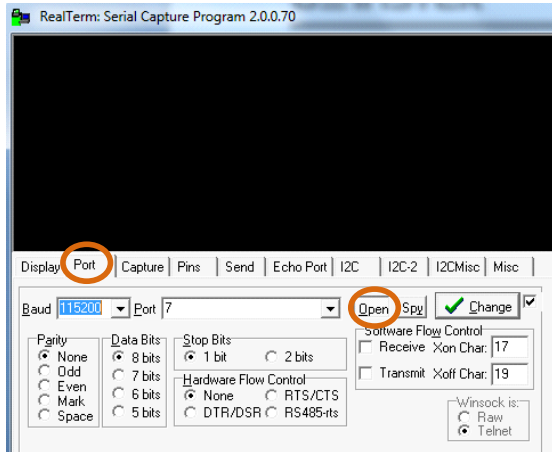 RealTerm: Serial Capture Program 2.0.0.70
Display Port Capture Pins Send Echo Port I2C I2C-2 I2CMisc Misc
Baud 115200 Port 7 Open Spy Change
Parity
None
Odd
Even
Mark
Space
Data Bits
8 bits
7 bits
6 bits
5 bits
Stop Bits
1 bit 2 bits
Hardware Flow Control
None RTS/CTS
DTR/DSR RS485-rts
Software Flow Control
Receive Xon Char: 17
Transmit Xoff Char: 19
Winsock is:
Raw
Telnet